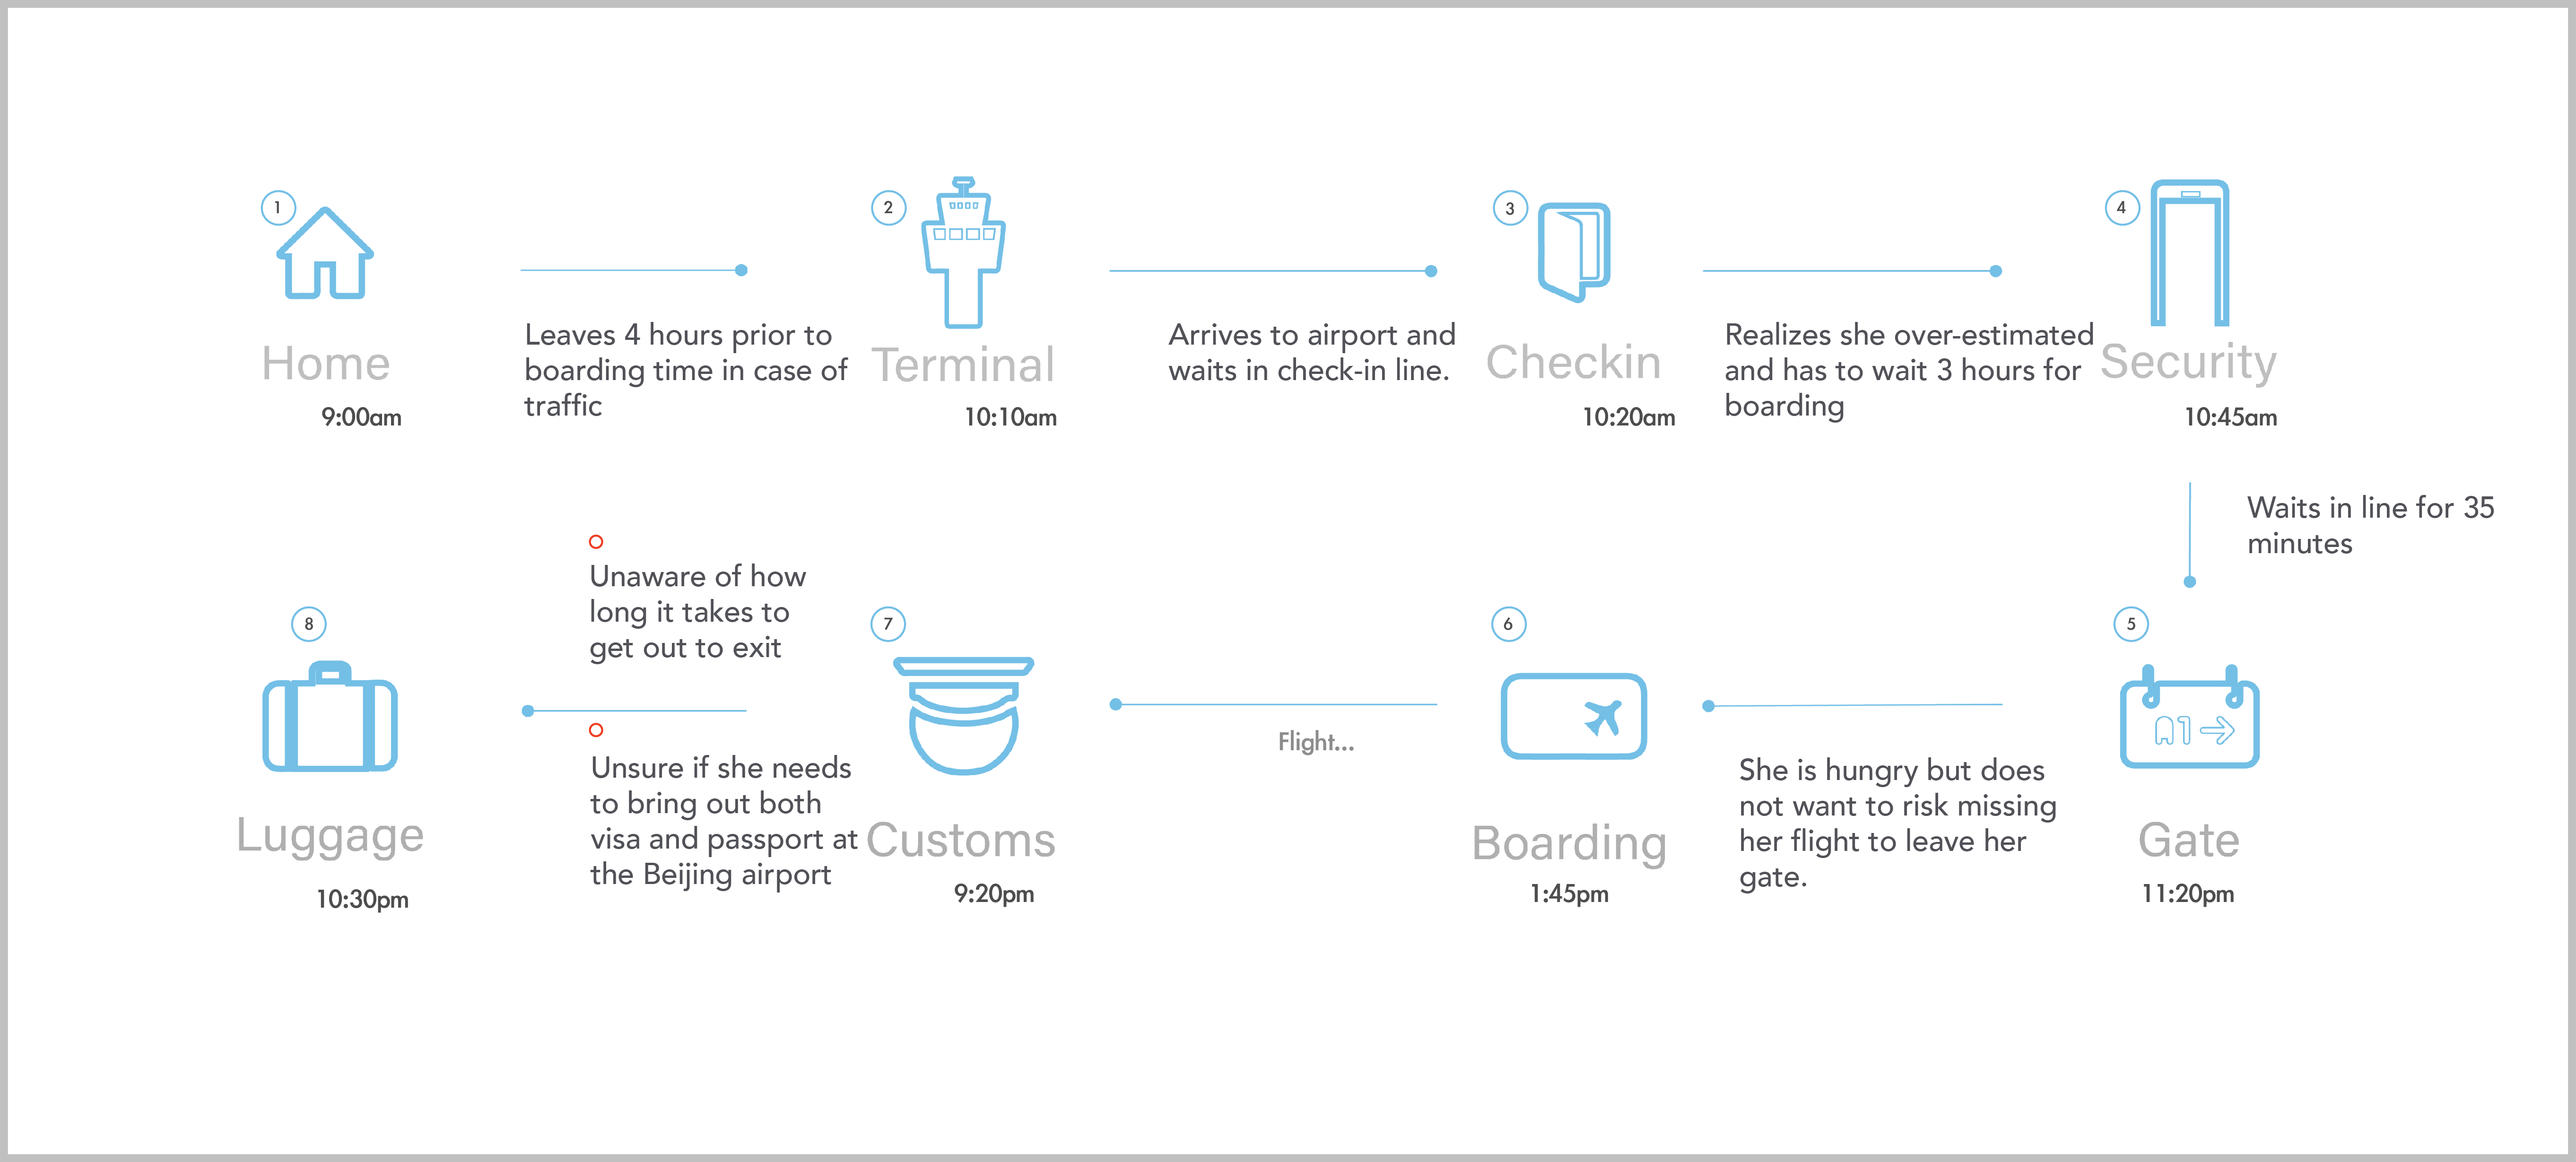 1
Home
9:00am
Leaves 4 hours prior to
boarding time in case of
traffic
2
Terminal
10:10am
Arrives to airport and
waits in check-in line.
3
Checkin
10:20am
Realizes she over-estimated
and has to wait 3 hours for
boarding
4
Security
10:45am
Waits in line for 35
minutes
5
A1
Gate
11:20pm
She is hungry but does
not want to risk missing
her flight to leave her
gate.
6
Boarding
1:45pm
Flight...
7
Customs
9:20pm
Unaware of how
long it takes to
get out to exit
Unsure if she needs
to bring out both
visa and passport at
the Beijing airport
8
Luggage
10:30pm